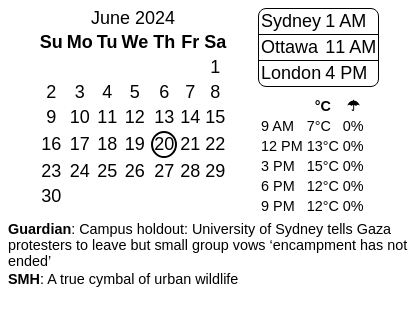 June 2024
Su Mo Tu We Th Fr Sa
1
2 3 4 5 6 7 8
9 10 11 12 13 14 15
16 17 18 19 20 21 22
23 24 25 26 27 28 29
30
Sydney 1 AM
Ottawa 11 AM
London 4 PM
°C ☂
9 AM 7°C 0%
12 PM 13°C 0%
3 PM 15°C 0%
6 PM 12°C 0%
9 PM 12°C 0%
Guardian: Campus holdout: University of Sydney tells Gaza
protesters to leave but small group vows ‘encampment has not
ended’
SMH: A true cymbal of urban wildlife